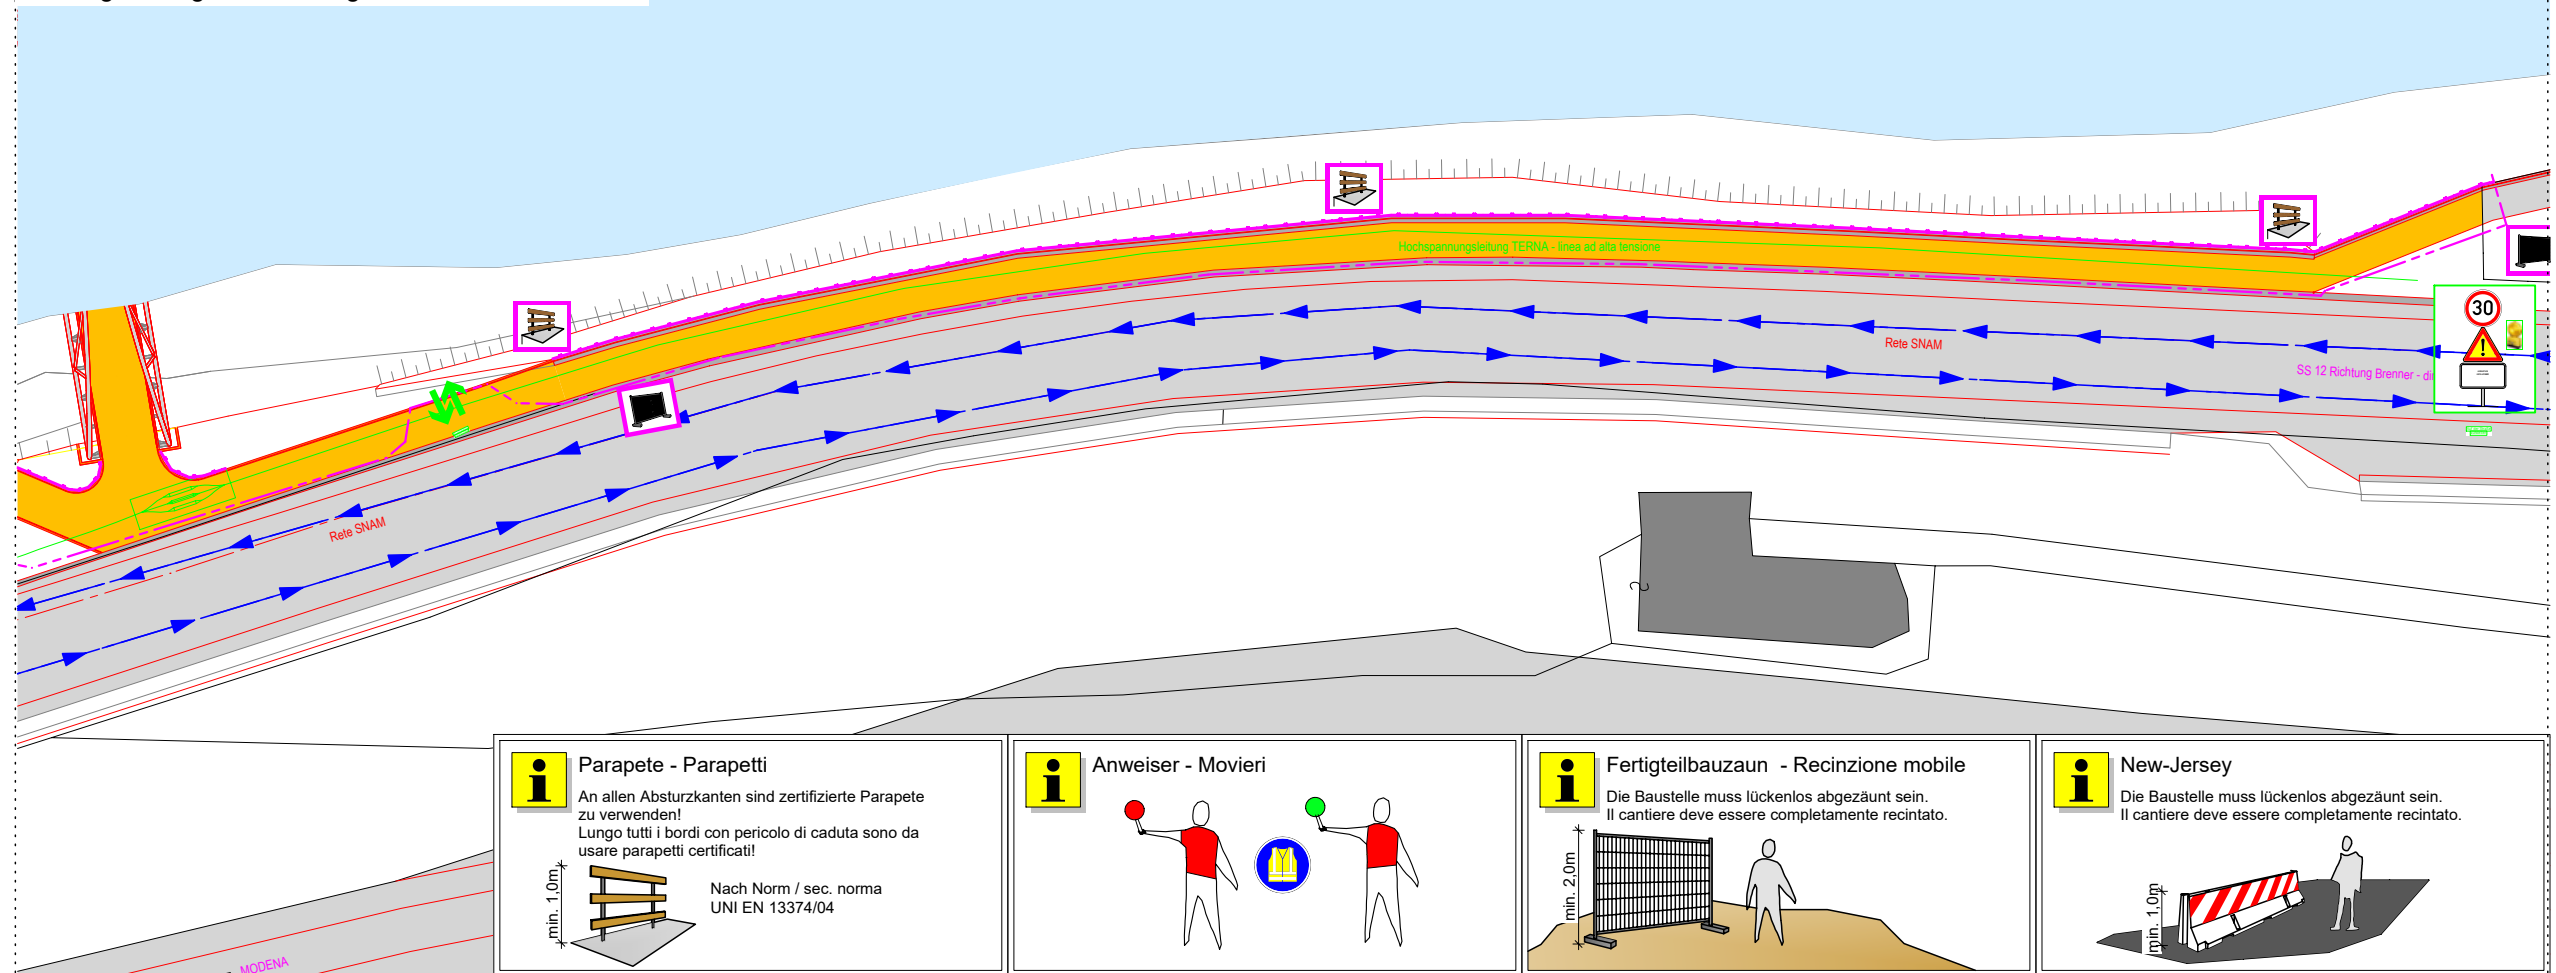 Hochspannungsleitung TERNA - linea ad alta tensione
30
Rete SNAM
SS 12 Richtung Brenner - di
Rete SNAM
MODENA
i
Parapete - Parapetti
An allen Absturzkanten sind zertifizierte Parapete
zu verwenden!
Lungo tutti i bordi con pericolo di caduta sono da
usare parapetti certificati!
min. 1,0m
Nach Norm / sec. norma
UNI EN 13374/04
i
Anweiser - Movieri
i
Fertigteilbauzaun - Recinzione mobile
Die Baustelle muss lückenlos abgezäunt sein.
Il cantiere deve essere completamente recintato.
min. 2,0m
i
New-Jersey
Die Baustelle muss lückenlos abgezäunt sein.
Il cantiere deve essere completamente recintato.
min. 1,0m